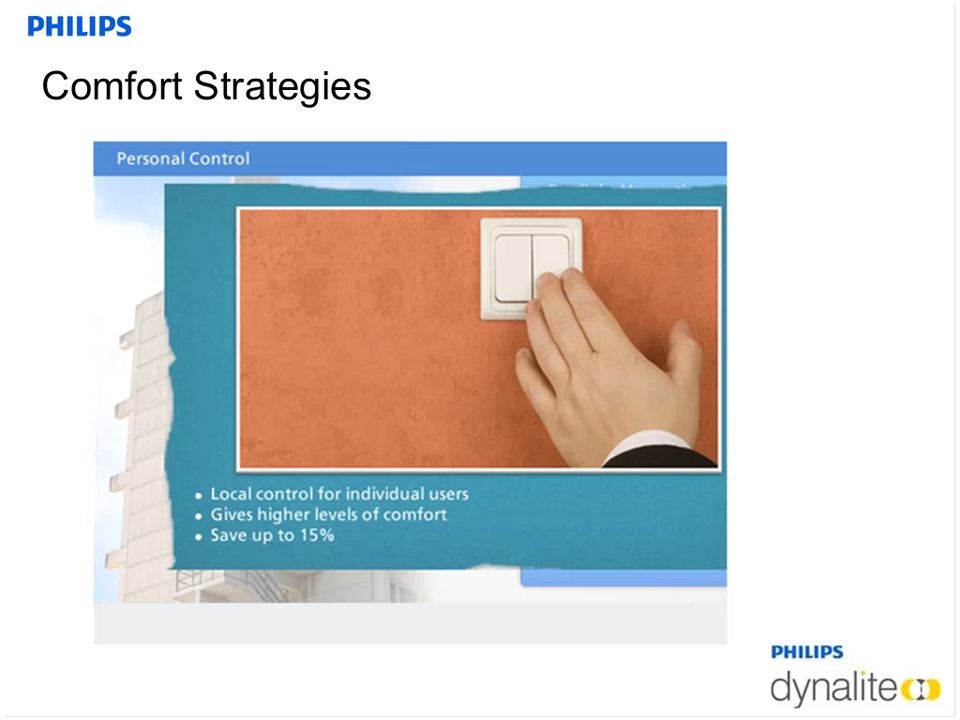 PHILIPS
Comfort Strategies
Personal Control
• Local control for individual users
• Gives higher levels of comfort
• Save up to 15%
PHILIPS
dynalite